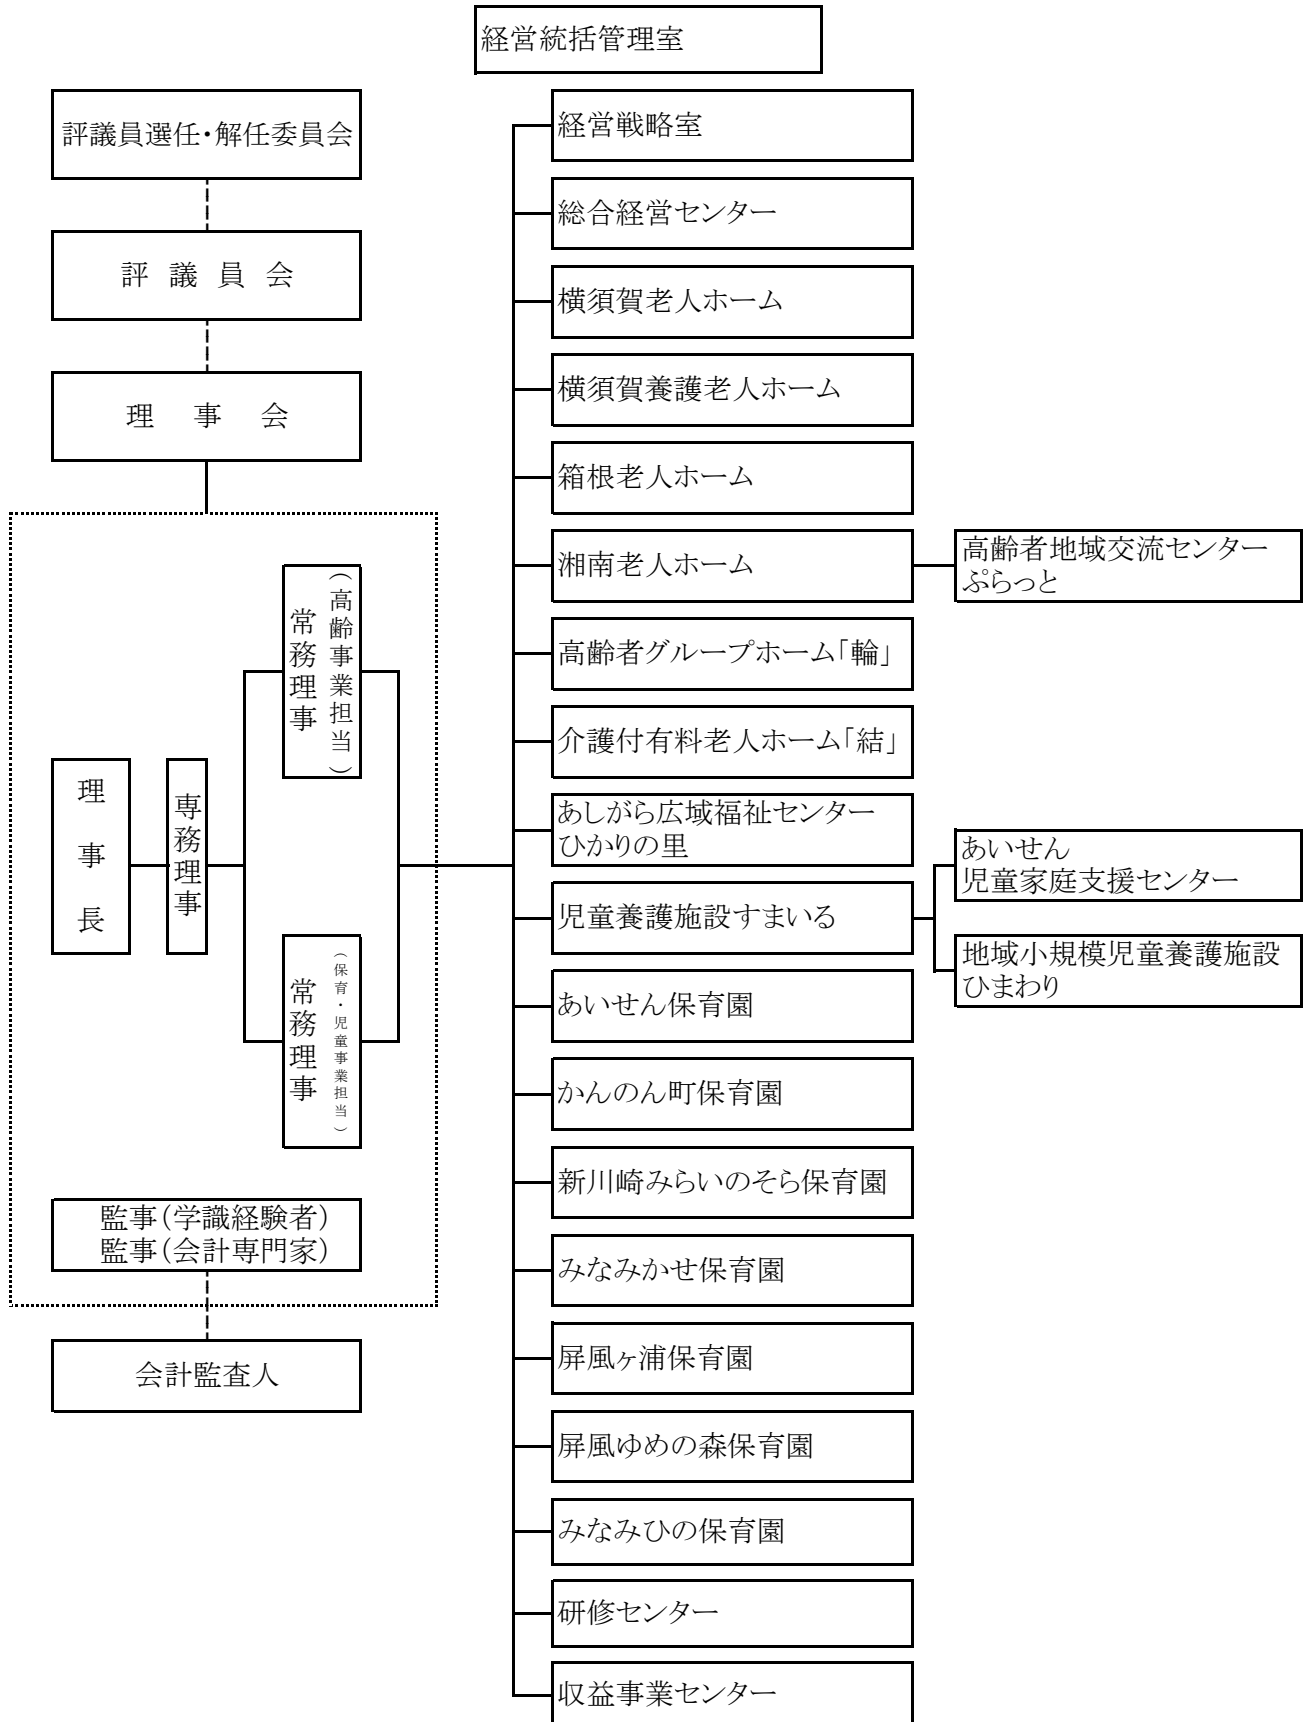 経営統括管理室
評議員選任・解任委員会
評議員会
理事会
理事長
専務理事
常務理事
(高齢事業担当)
常務理事
(保育・児童事業担当)
監事(学識経験者)
監事(会計専門家)
会計監査人
経営戦略室
総合経営センター
横須賀老人ホーム
横須賀養護老人ホーム
箱根老人ホーム
湘南老人ホーム
高齢者地域交流センター
ぷらっと
高齢者グループホーム「輪」
介護付有料老人ホーム「結」
あしがら広域福祉センター
ひかりの里
児童養護施設すまいる
あいせん
児童家庭支援センター
地域小規模児童養護施設
ひまわり
あいせん保育園
かんのん町保育園
新川崎みらいのそら保育園
みなみかせ保育園
屏風ヶ浦保育園
屏風ゆめの森保育園
みなみひの保育園
研修センター
収益事業センター